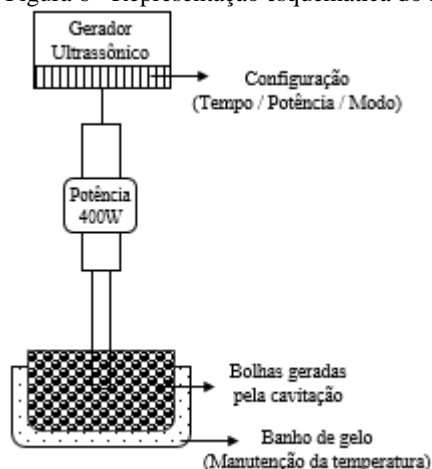 Gerador
Ultrassônico
Configuração
(Tempo / Potência / Modo)
Potência
400W
Bolhas geradas
pela cavitação
Banho de gelo
(Manutenção da temperatura)